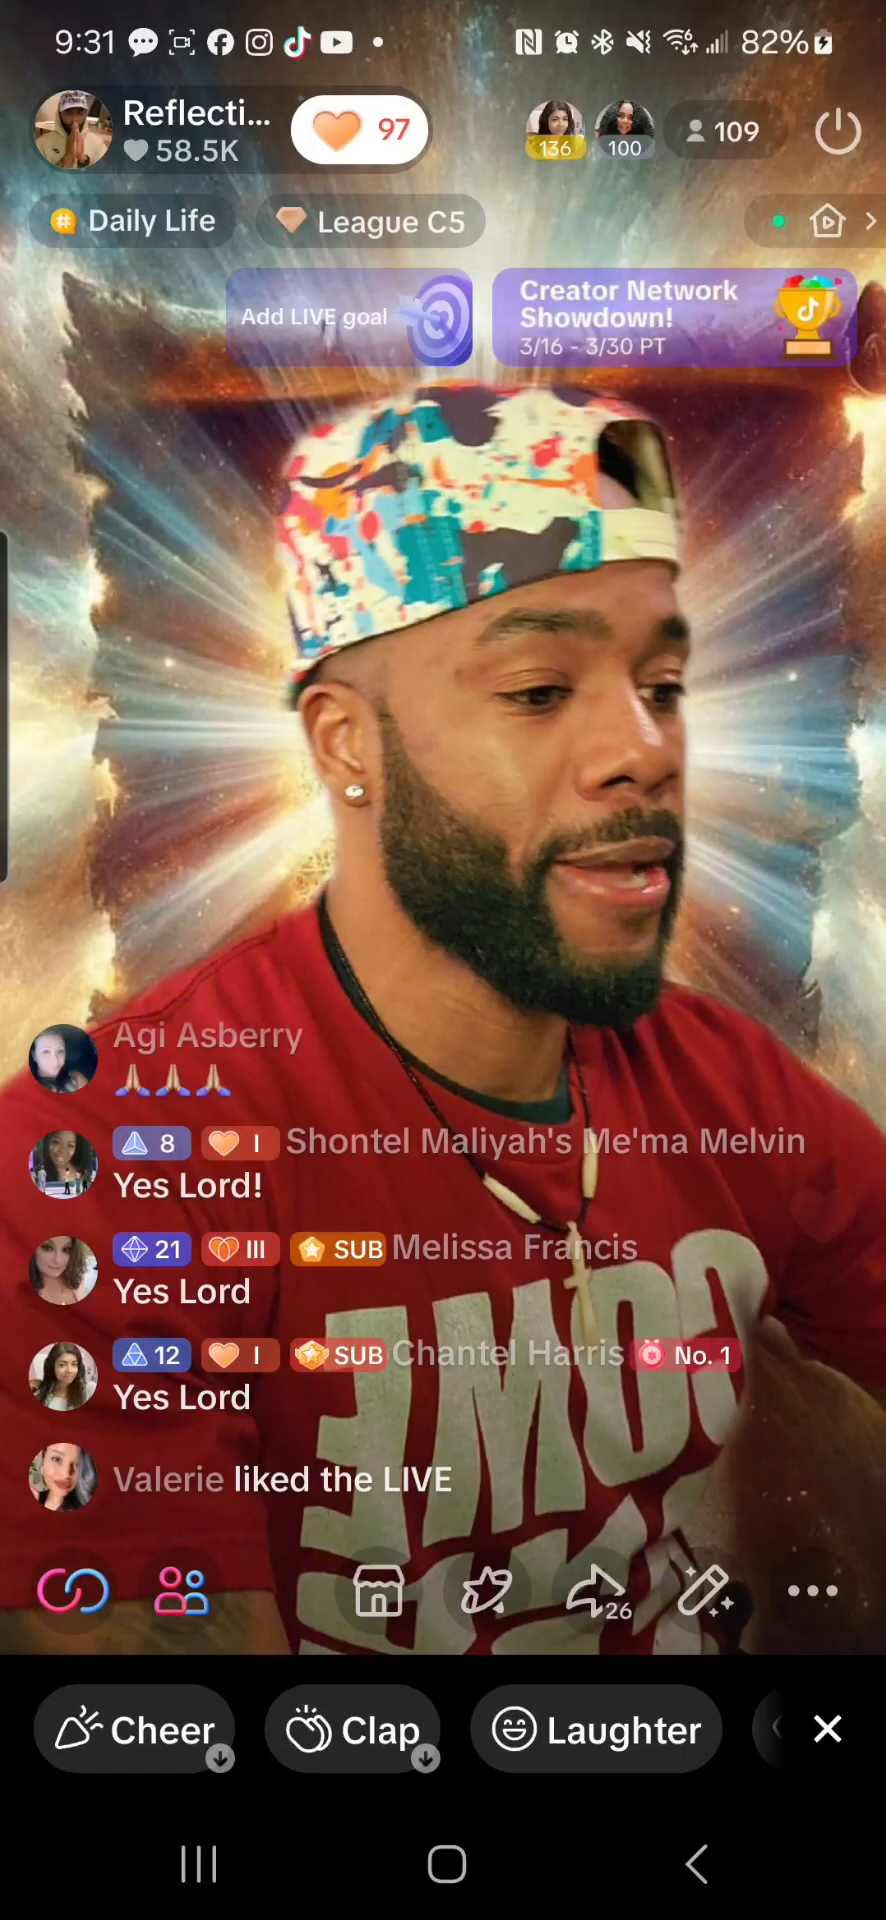 9:31 82%
Reflecti... 97 136 100 109
58.5K
Daily Life League C5
Add LIVE goal
Creator Network
Showdown!
3/16 - 3/30 PT
Agi Asberry
🙏🏼🙏🏼🙏🏼
8 I Shontel Maliyah's Me'ma Melvin
Yes Lord!
21 III SUB Melissa Francis
Yes Lord
12 I SUB Chantel Harris No. 1
Yes Lord
Valerie liked the LIVE
COME
26
Cheer Clap Laughter